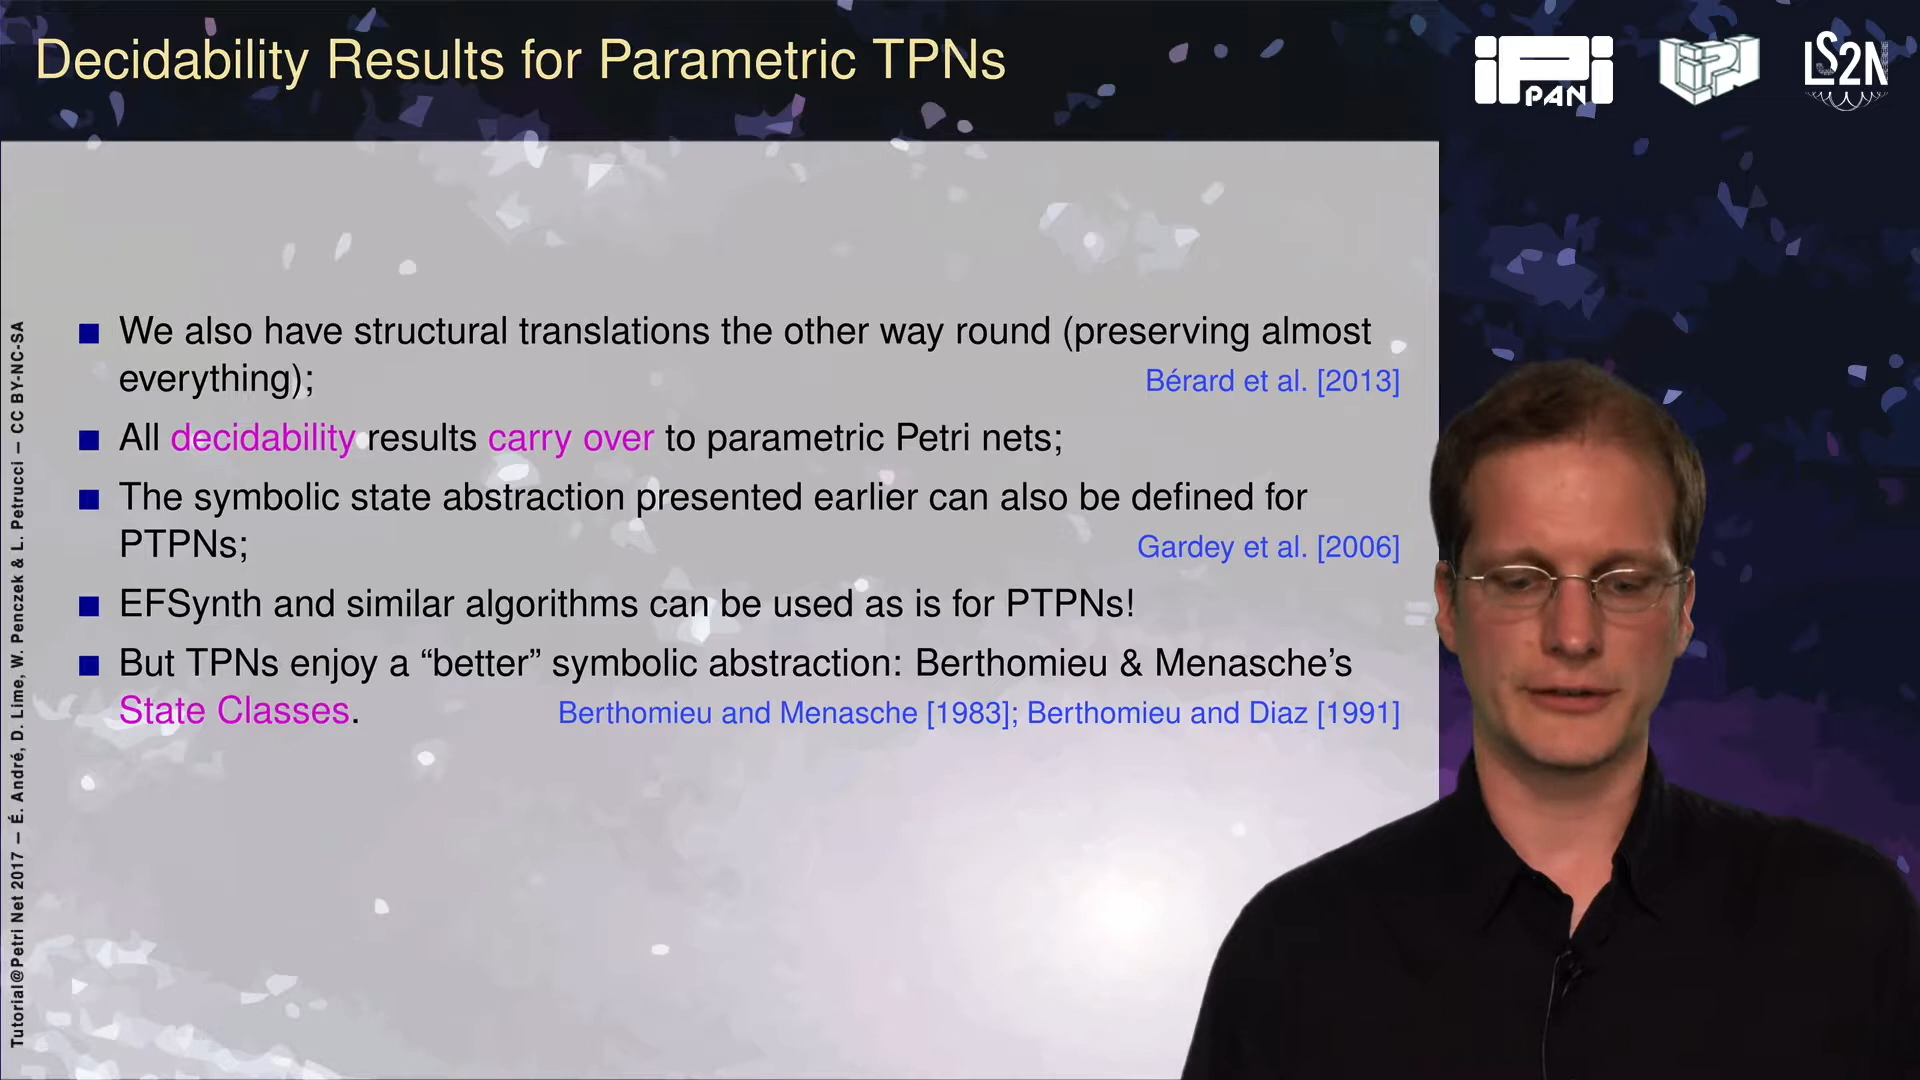 Decidability Results for Parametric TPNs
iPi
PAN
LIPN
LS2N
We also have structural translations the other way round (preserving almost
everything);
Bérard et al. [2013]
All decidability results carry over to parametric Petri nets;
The symbolic state abstraction presented earlier can also be defined for
PTPNs;
Gardey et al. [2006]
EFSynth and similar algorithms can be used as is for PTPNs!
But TPNs enjoy a “better” symbolic abstraction: Berthomieu & Menasche’s
State Classes.
Berthomieu and Menasche [1983]; Berthomieu and Diaz [1991]
Tutorial@Petri Net 2017 — É. André, D. Lime, W. Penczek & L. Petrucci — CC BY-NC-SA